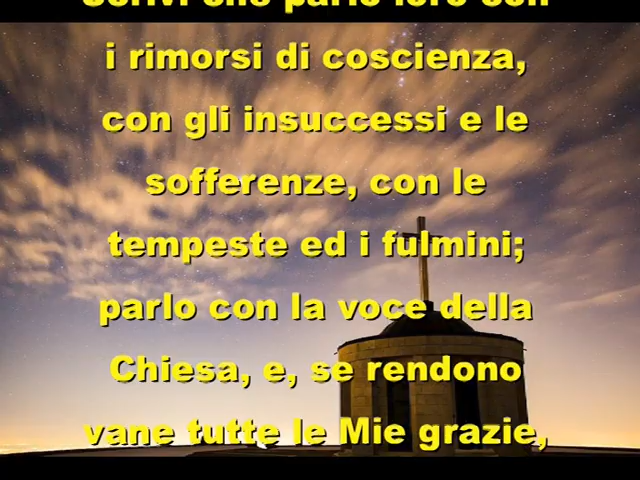 scrivi che parlo loro con
i rimorsi di coscienza,
con gli insuccessi e le
sofferenze, con le
tempeste ed i fulmini;
parlo con la voce della
Chiesa, e, se rendono
vane tutte le Mie grazie,